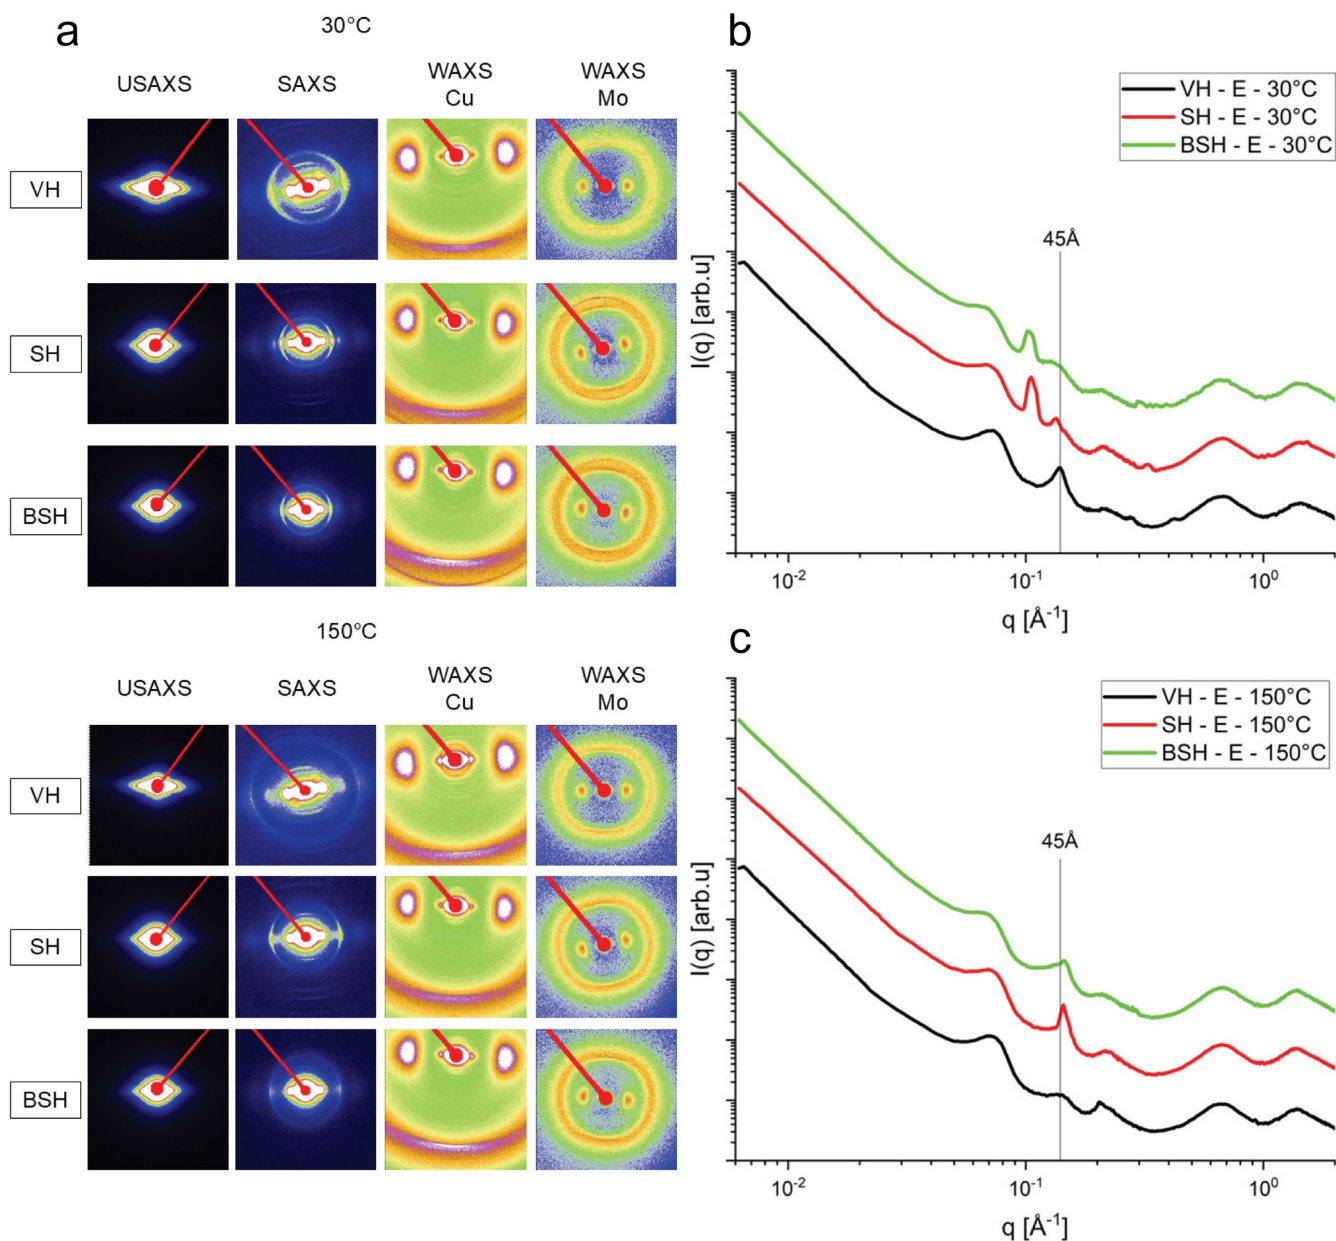 a
30°C
USAXS SAXS WAXS Cu WAXS Mo
VH
SH
BSH
150°C
USAXS SAXS WAXS Cu WAXS Mo
VH
SH
BSH
b
VH - E - 30°C
SH - E - 30°C
BSH - E - 30°C
45Å
I(q) [arb.u]
10⁻² 10⁻¹ 10⁰
q [Å⁻¹]
c
VH - E - 150°C
SH - E - 150°C
BSH - E - 150°C
45Å
I(q) [arb.u]
10⁻² 10⁻¹ 10⁰
q [Å⁻¹]